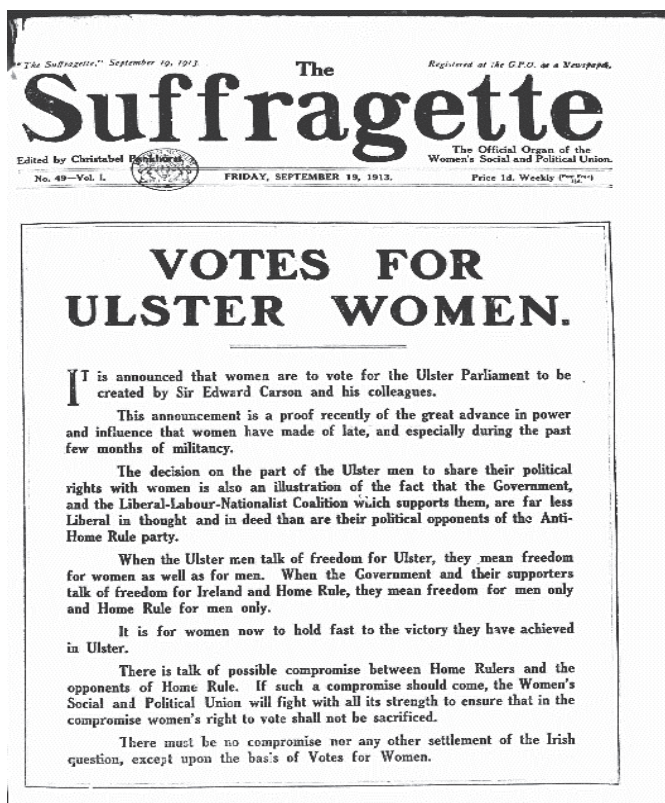 "The Suffragette," September 19, 1913.
Registered at the G.P.O. as a Newspaper.
The
Suffragette
Edited by Christabel Pankhurst.
The Official Organ of the
Women's Social and Political Union.
No. 49—Vol. I.
FRIDAY, SEPTEMBER 19, 1913.
Price 1d. Weekly (Post Free)
VOTES FOR
ULSTER WOMEN.
IT is announced that women are to vote for the Ulster Parliament to be
created by Sir Edward Carson and his colleagues.
This announcement is a proof recently of the great advance in power
and influence that women have made of late, and especially during the past
few months of militancy.
The decision on the part of the Ulster men to share their political
rights with women is also an illustration of the fact that the Government,
and the Liberal-Labour-Nationalist Coalition which supports them, are far less
Liberal in thought and in deed than are their political opponents of the Anti-
Home Rule party.
When the Ulster men talk of freedom for Ulster, they mean freedom
for women as well as for men. When the Government and their supporters
talk of freedom for Ireland and Home Rule, they mean freedom for men only
and Home Rule for men only.
It is for women now to hold fast to the victory they have achieved
in Ulster.
There is talk of possible compromise between Home Rulers and the
opponents of Home Rule. If such a compromise should come, the Women's
Social and Political Union will fight with all its strength to ensure that in the
compromise women's right to vote shall not be sacrificed.
There must be no compromise nor any other settlement of the Irish
question, except upon the basis of Votes for Women.